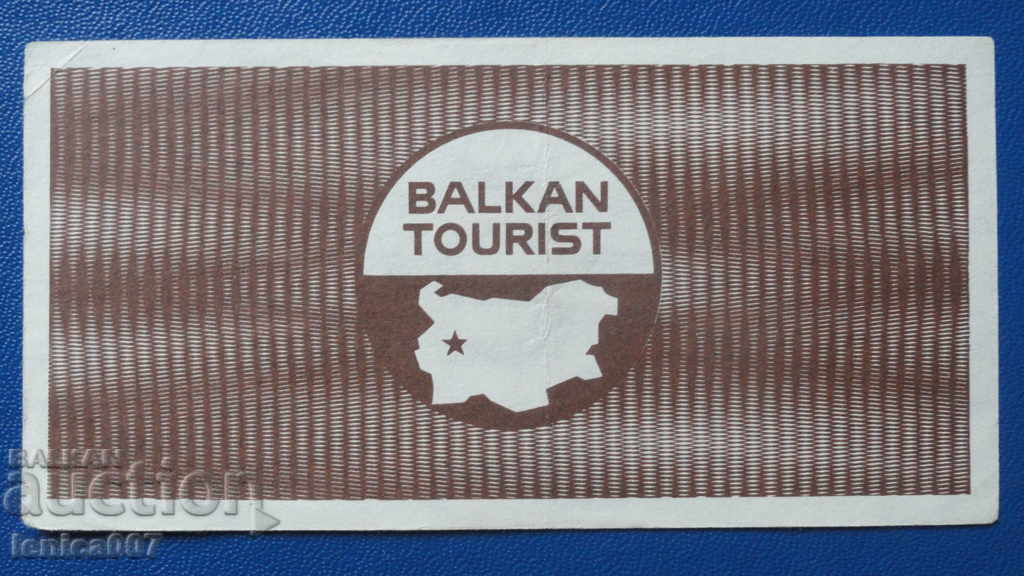 BALKAN
TOURIST
BALKAN
auction
lenica007